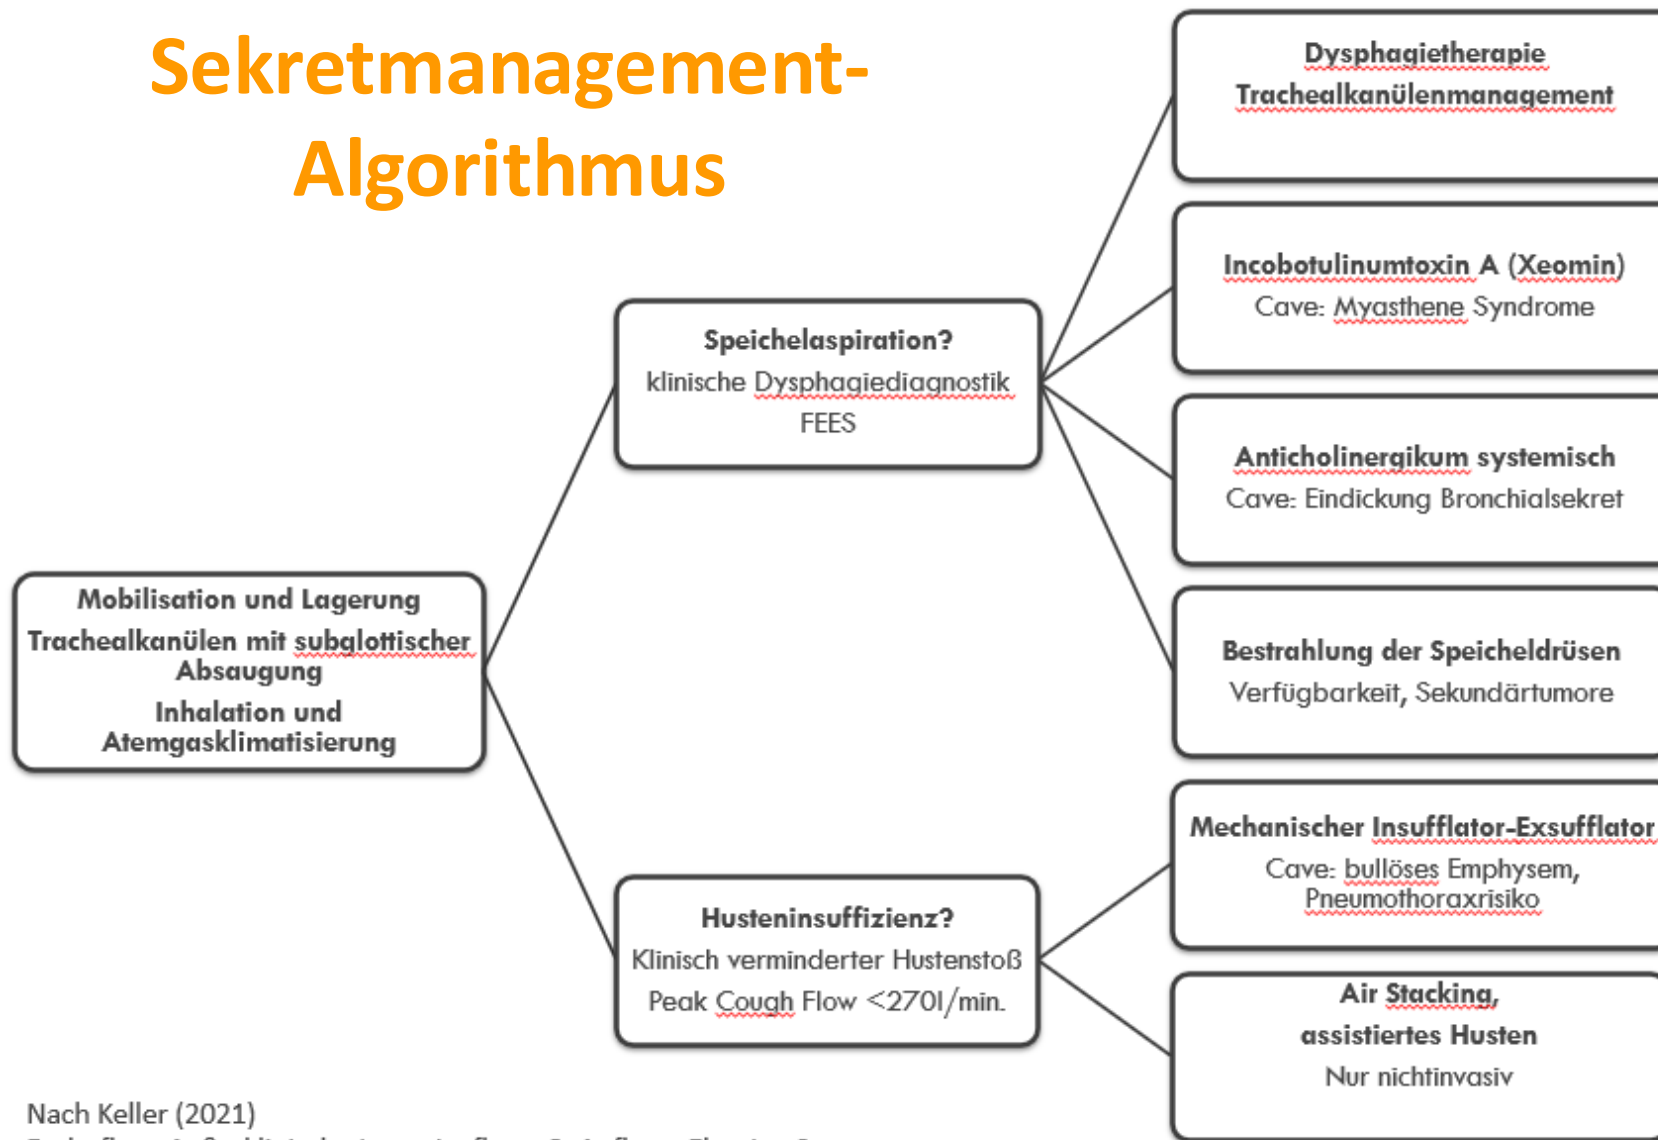 Sekretmanagement-
Algorithmus
Mobilisation und Lagerung
Trachealkanülen mit subglottischer
Absaugung
Inhalation und
Atemgasklimatisierung
Speichelaspiration?
klinische Dysphagiediagnostik
FEES
Husteninsuffizienz?
Klinisch verminderter Hustenstoß
Peak Cough Flow <270l/min.
Dysphagietherapie
Trachealkanülenmanagement
Incobotulinumtoxin A (Xeomin)
Cave: Myasthene Syndrome
Anticholinergikum systemisch
Cave: Eindickung Bronchialsekret
Bestrahlung der Speicheldrüsen
Verfügbarkeit, Sekundärtumore
Mechanischer Insufflator-Exsufflator
Cave: bullöses Emphysem,
Pneumothoraxrisiko
Air Stacking,
assistiertes Husten
Nur nichtinvasiv
Nach Keller (2021)